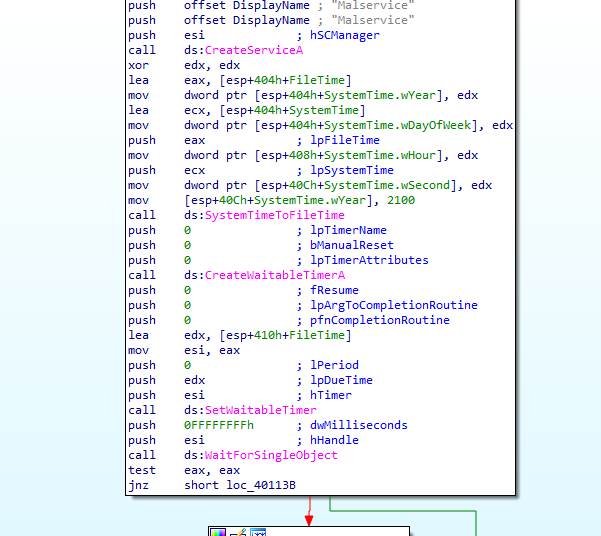 push offset DisplayName ; "Malservice"
push offset DisplayName ; "Malservice"
push esi ; hSCManager
call ds:CreateServiceA
xor edx, edx
lea eax, [esp+404h+FileTime]
mov dword ptr [esp+404h+SystemTime.wYear], edx
lea ecx, [esp+404h+SystemTime]
mov dword ptr [esp+404h+SystemTime.wDayOfWeek], edx
push eax ; lpFileTime
mov dword ptr [esp+408h+SystemTime.wHour], edx
push ecx ; lpSystemTime
mov dword ptr [esp+40Ch+SystemTime.wSecond], edx
mov [esp+40Ch+SystemTime.wYear], 2100
call ds:SystemTimeToFileTime
push 0 ; lpTimerName
push 0 ; bManualReset
push 0 ; lpTimerAttributes
call ds:CreateWaitableTimerA
push 0 ; fResume
push 0 ; lpArgToCompletionRoutine
push 0 ; pfnCompletionRoutine
lea edx, [esp+410h+FileTime]
mov esi, eax
push 0 ; lPeriod
push edx ; lpDueTime
push esi ; hTimer
call ds:SetWaitableTimer
push 0FFFFFFFFh ; dwMilliseconds
push esi ; hHandle
call ds:WaitForSingleObject
test eax, eax
jnz short loc_40113B